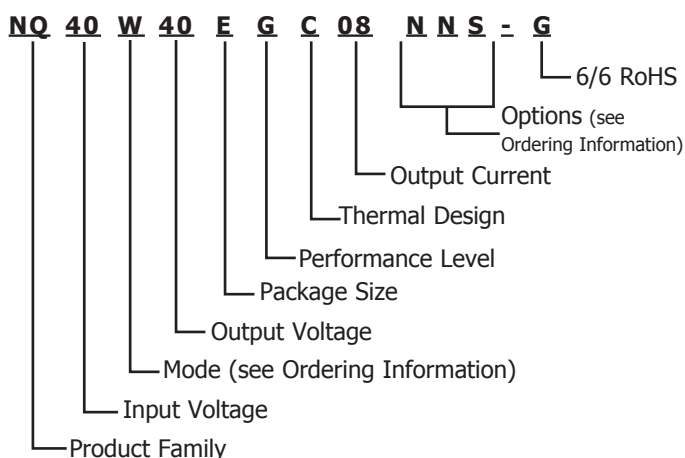 NQ 40 W 40 E G C 08 N N S - G
6/6 RoHS
Options (see
Ordering Information)
Output Current
Thermal Design
Performance Level
Package Size
Output Voltage
Mode (see Ordering Information)
Input Voltage
Product Family